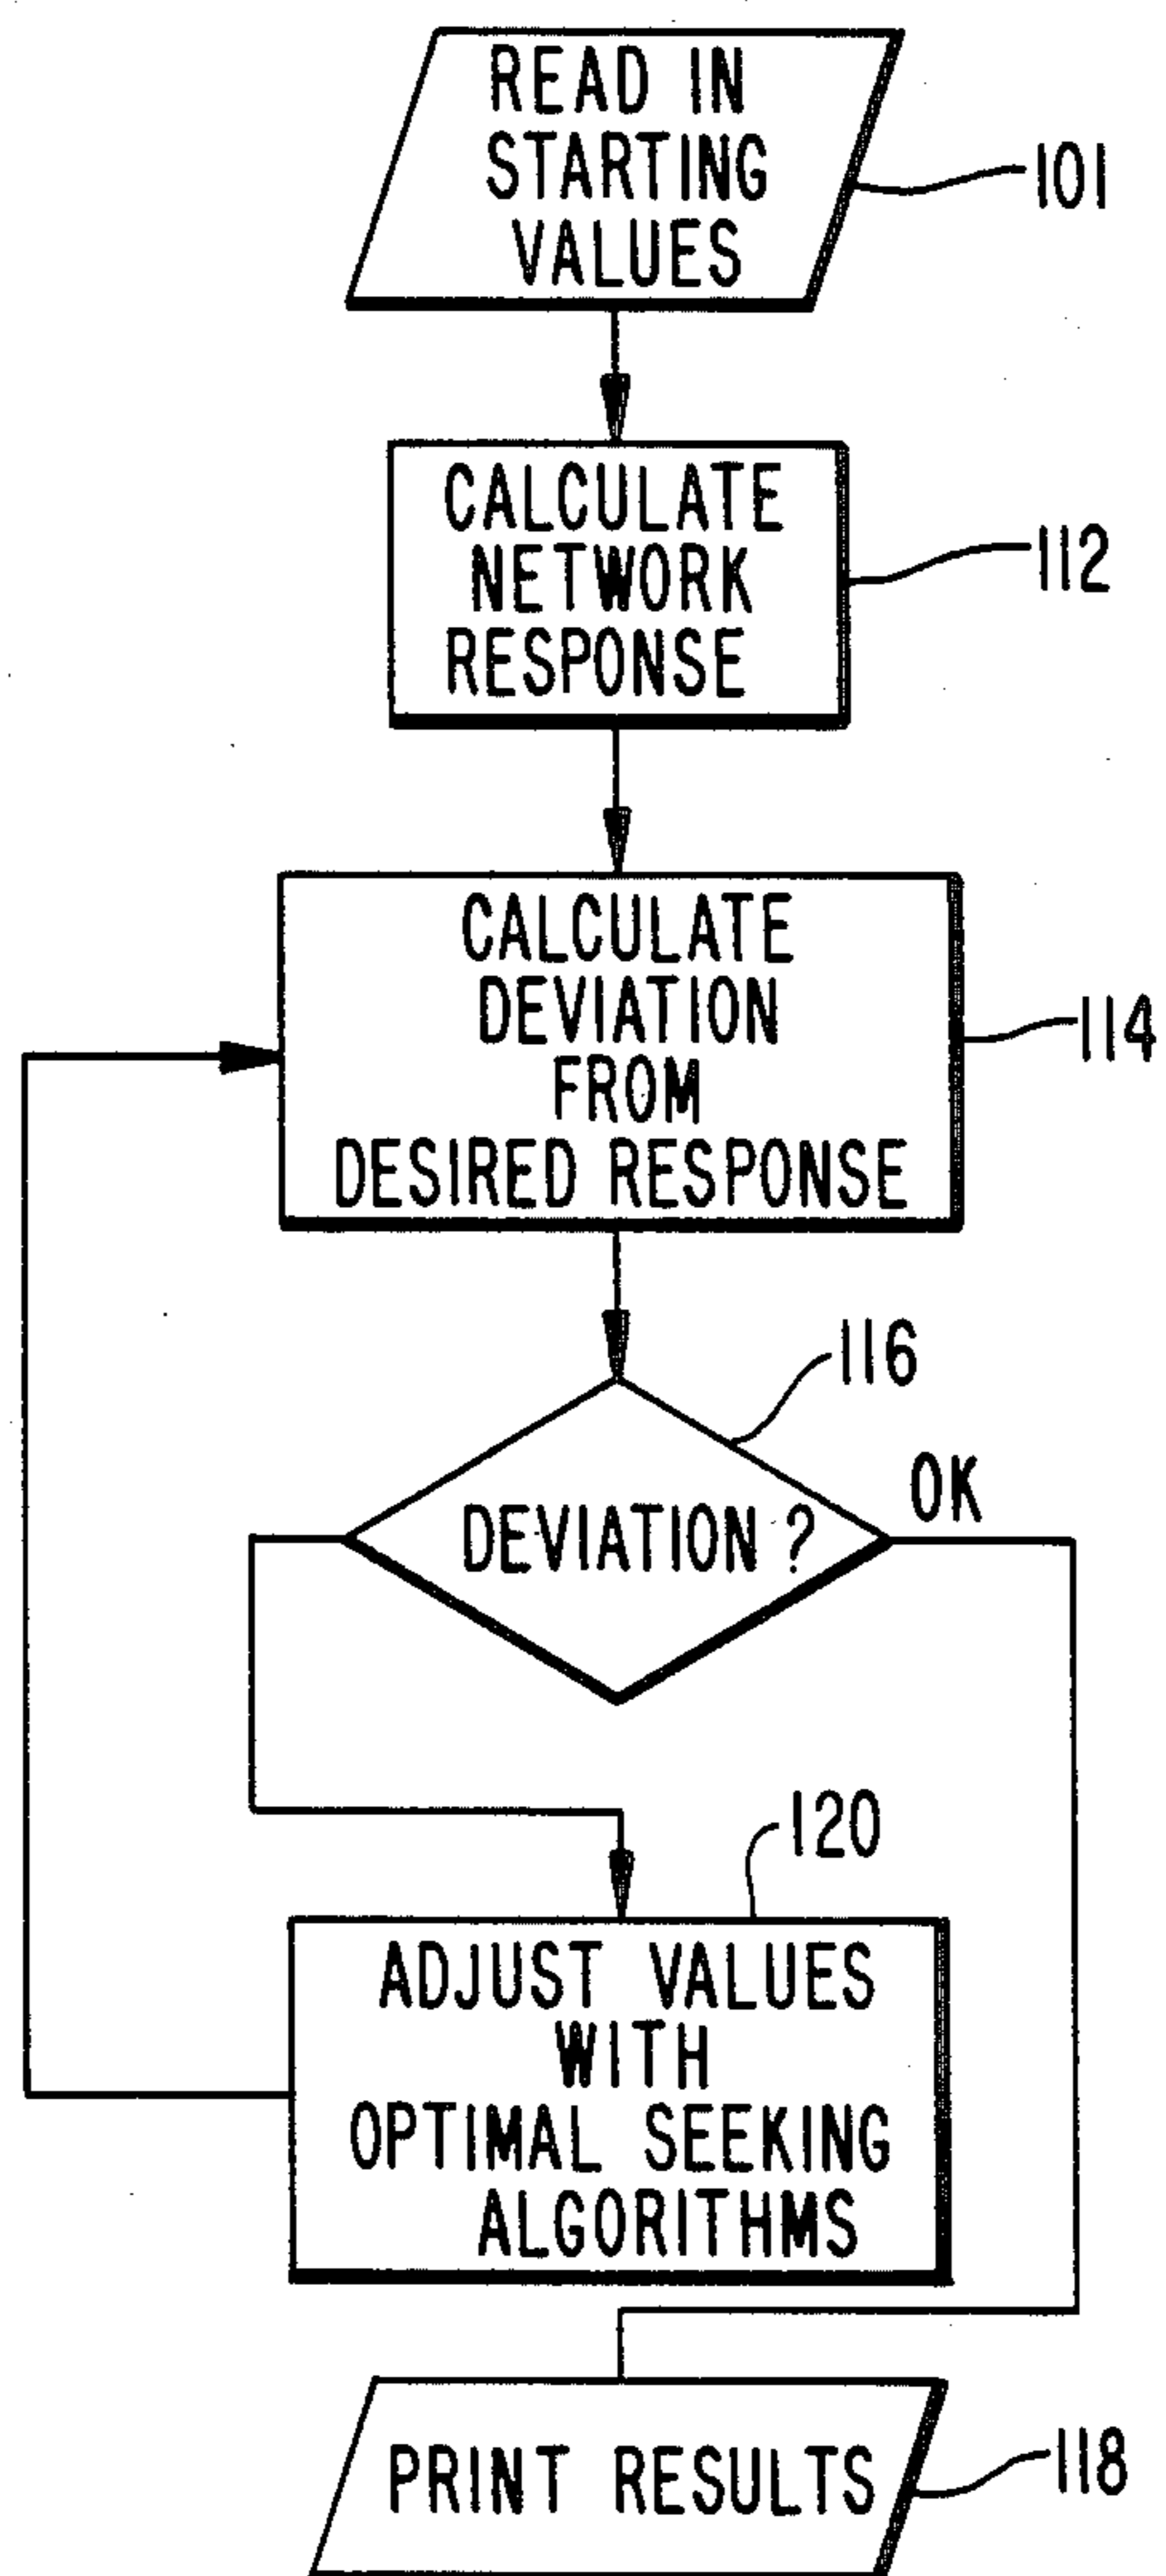 READ IN
STARTING
VALUES
101
CALCULATE
NETWORK
RESPONSE
112
CALCULATE
DEVIATION
FROM
DESIRED RESPONSE
114
116
DEVIATION ?
OK
120
ADJUST VALUES
WITH
OPTIMAL SEEKING
ALGORITHMS
PRINT RESULTS
118